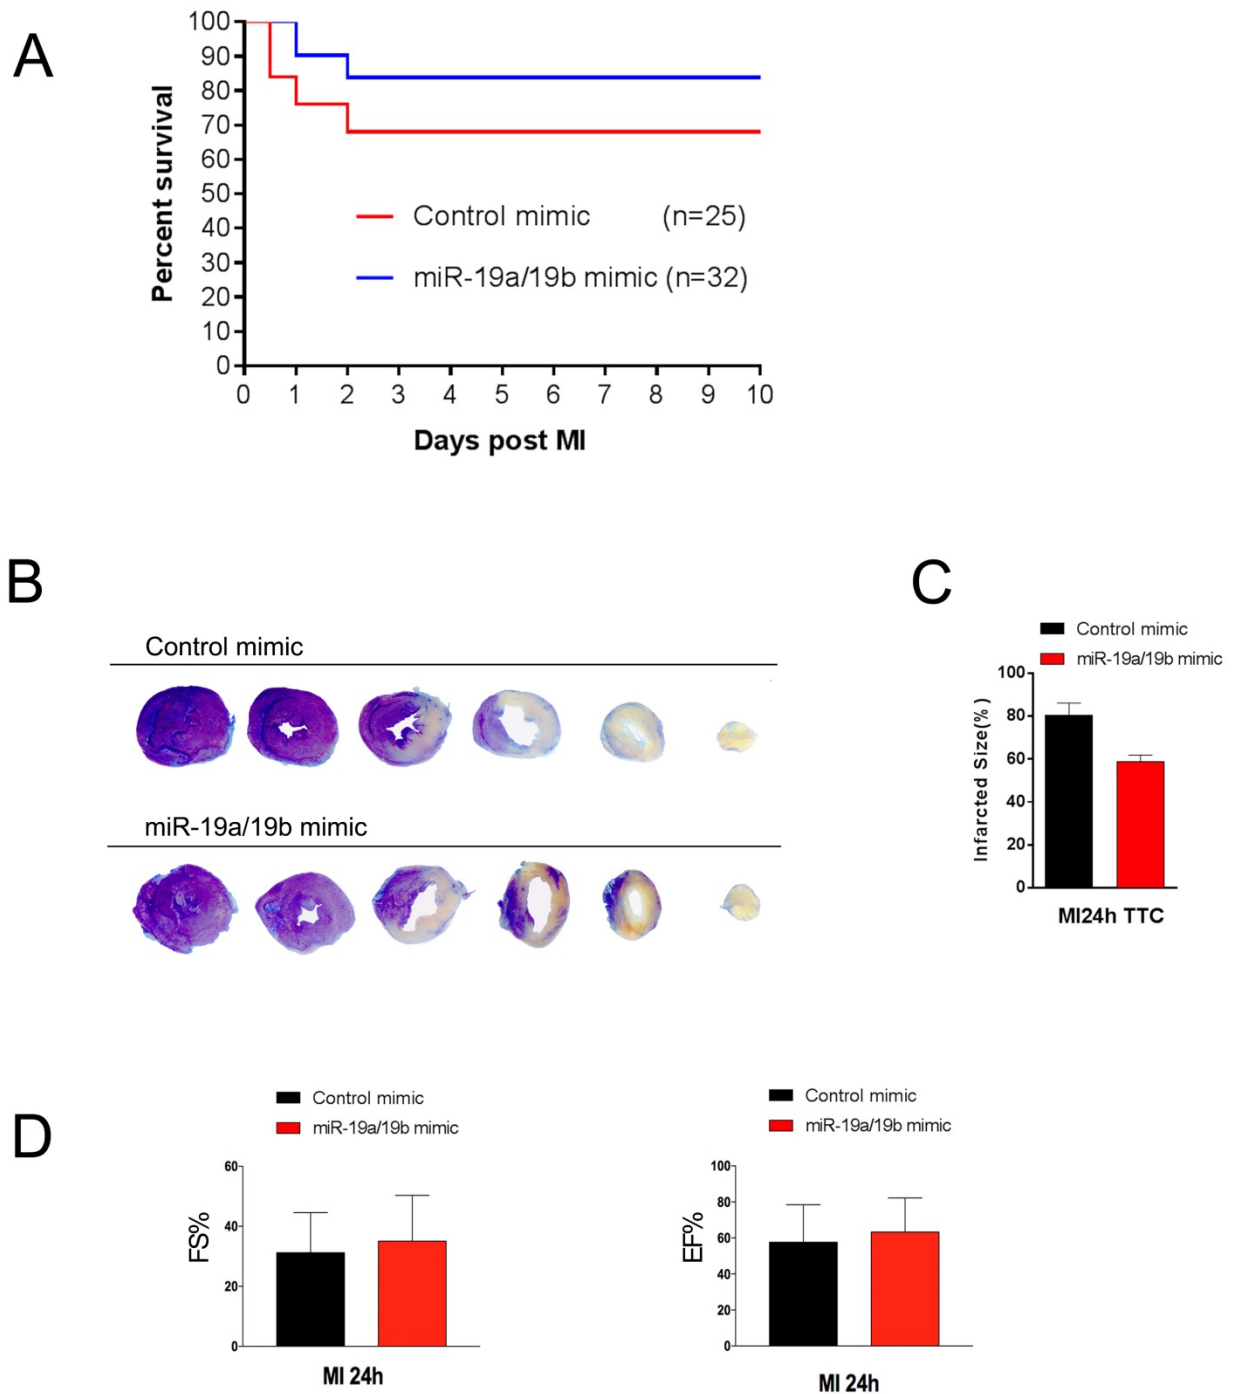 A
Percent survival
100
90
80
70
60
50
40
30
20
10
0
Control mimic (n=25)
miR-19a/19b mimic (n=32)
0 1 2 3 4 5 6 7 8 9 10
Days post MI
B
Control mimic
miR-19a/19b mimic
C
Control mimic
miR-19a/19b mimic
Infarcted Size(%)
100
80
60
40
20
0
MI24h TTC
D
Control mimic
miR-19a/19b mimic
FS%
60
40
20
0
MI 24h
Control mimic
miR-19a/19b mimic
EF%
100
80
60
40
20
0
MI 24h